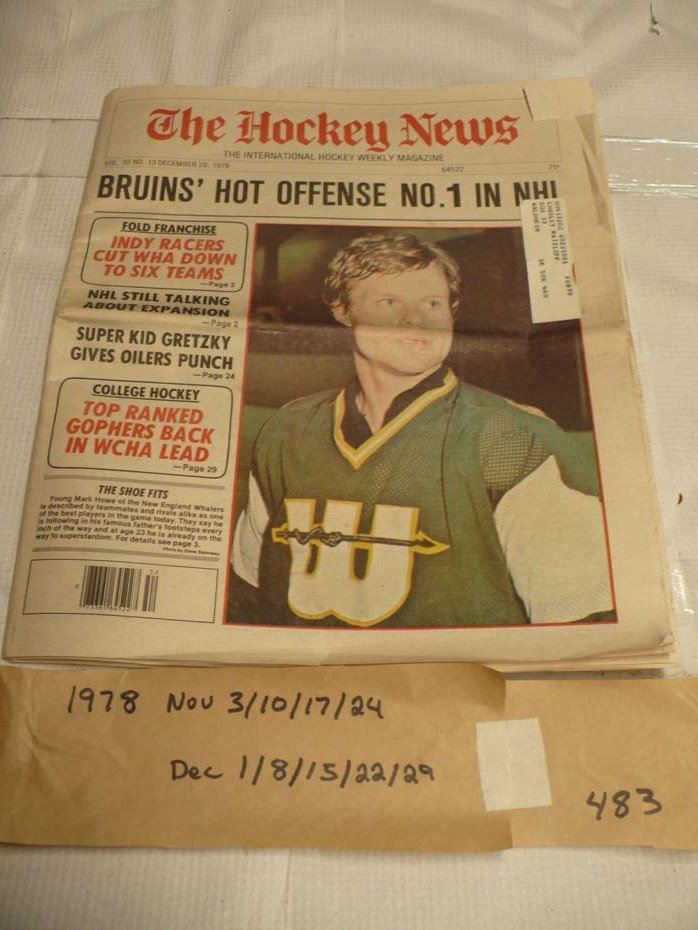 The Hockey News
THE INTERNATIONAL HOCKEY WEEKLY MAGAZINE
VOL. 32 NO. 13 DECEMBER 29, 1978
64522
75¢
BRUINS' HOT OFFENSE NO.1 IN NHL
FOLD FRANCHISE
INDY RACERS
CUT WHA DOWN
TO SIX TEAMS
—Page 2
NHL STILL TALKING
ABOUT EXPANSION
—Page 2
SUPER KID GRETZKY
GIVES OILERS PUNCH
—Page 24
COLLEGE HOCKEY
TOP RANKED
GOPHERS BACK
IN WCHA LEAD
—Page 29
THE SHOE FITS
Young Mark Howe of the New England Whalers
is described by teammates and rivals alike as one
of the best players in the game today. They say he
is following in his famous father's footsteps every
inch of the way and at age 23 he is already on the
way to superstardom. For details see page 3.
Photo by Steve
W
52
1978 Nov 3/10/17/24
Dec 1/8/15/22/29
483